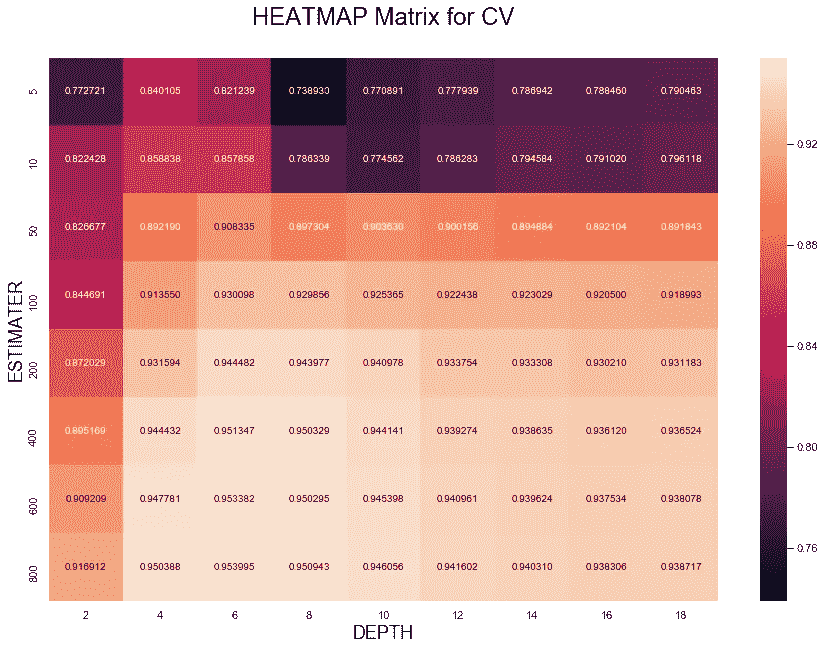 HEATMAP Matrix for CV
5 0.772721 0.840105 0.821239 0.738930 0.770891 0.777939 0.786942 0.788460 0.790463
10 0.822428 0.858838 0.857858 0.786339 0.774562 0.786283 0.794584 0.791020 0.796118
50 0.826677 0.892190 0.908335 0.897304 0.903630 0.900156 0.894884 0.892104 0.891843
100 0.844691 0.913550 0.930098 0.929856 0.925365 0.922438 0.923029 0.920500 0.918993
200 0.872029 0.931594 0.944482 0.943977 0.940978 0.933754 0.933308 0.930210 0.931183
400 0.895169 0.944432 0.951347 0.950329 0.944141 0.939274 0.938635 0.936120 0.936524
600 0.909209 0.947781 0.953382 0.950295 0.945398 0.940961 0.939624 0.937534 0.938078
800 0.916912 0.950388 0.953995 0.950943 0.946056 0.941602 0.940310 0.938306 0.938717
2 4 6 8 10 12 14 16 18
DEPTH
ESTIMATER
0.92
0.88
0.84
0.80
0.76